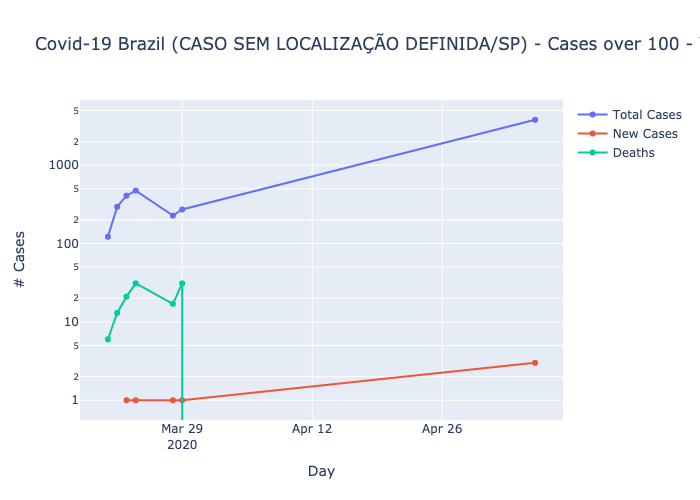 Covid-19 Brazil (CASO SEM LOCALIZAÇÃO DEFINIDA/SP) - Cases over 100 -
Total Cases
New Cases
Deaths
5
2
1000
5
2
100
5
2
10
5
2
1
# Cases
Mar 29
2020
Apr 12
Apr 26
Day